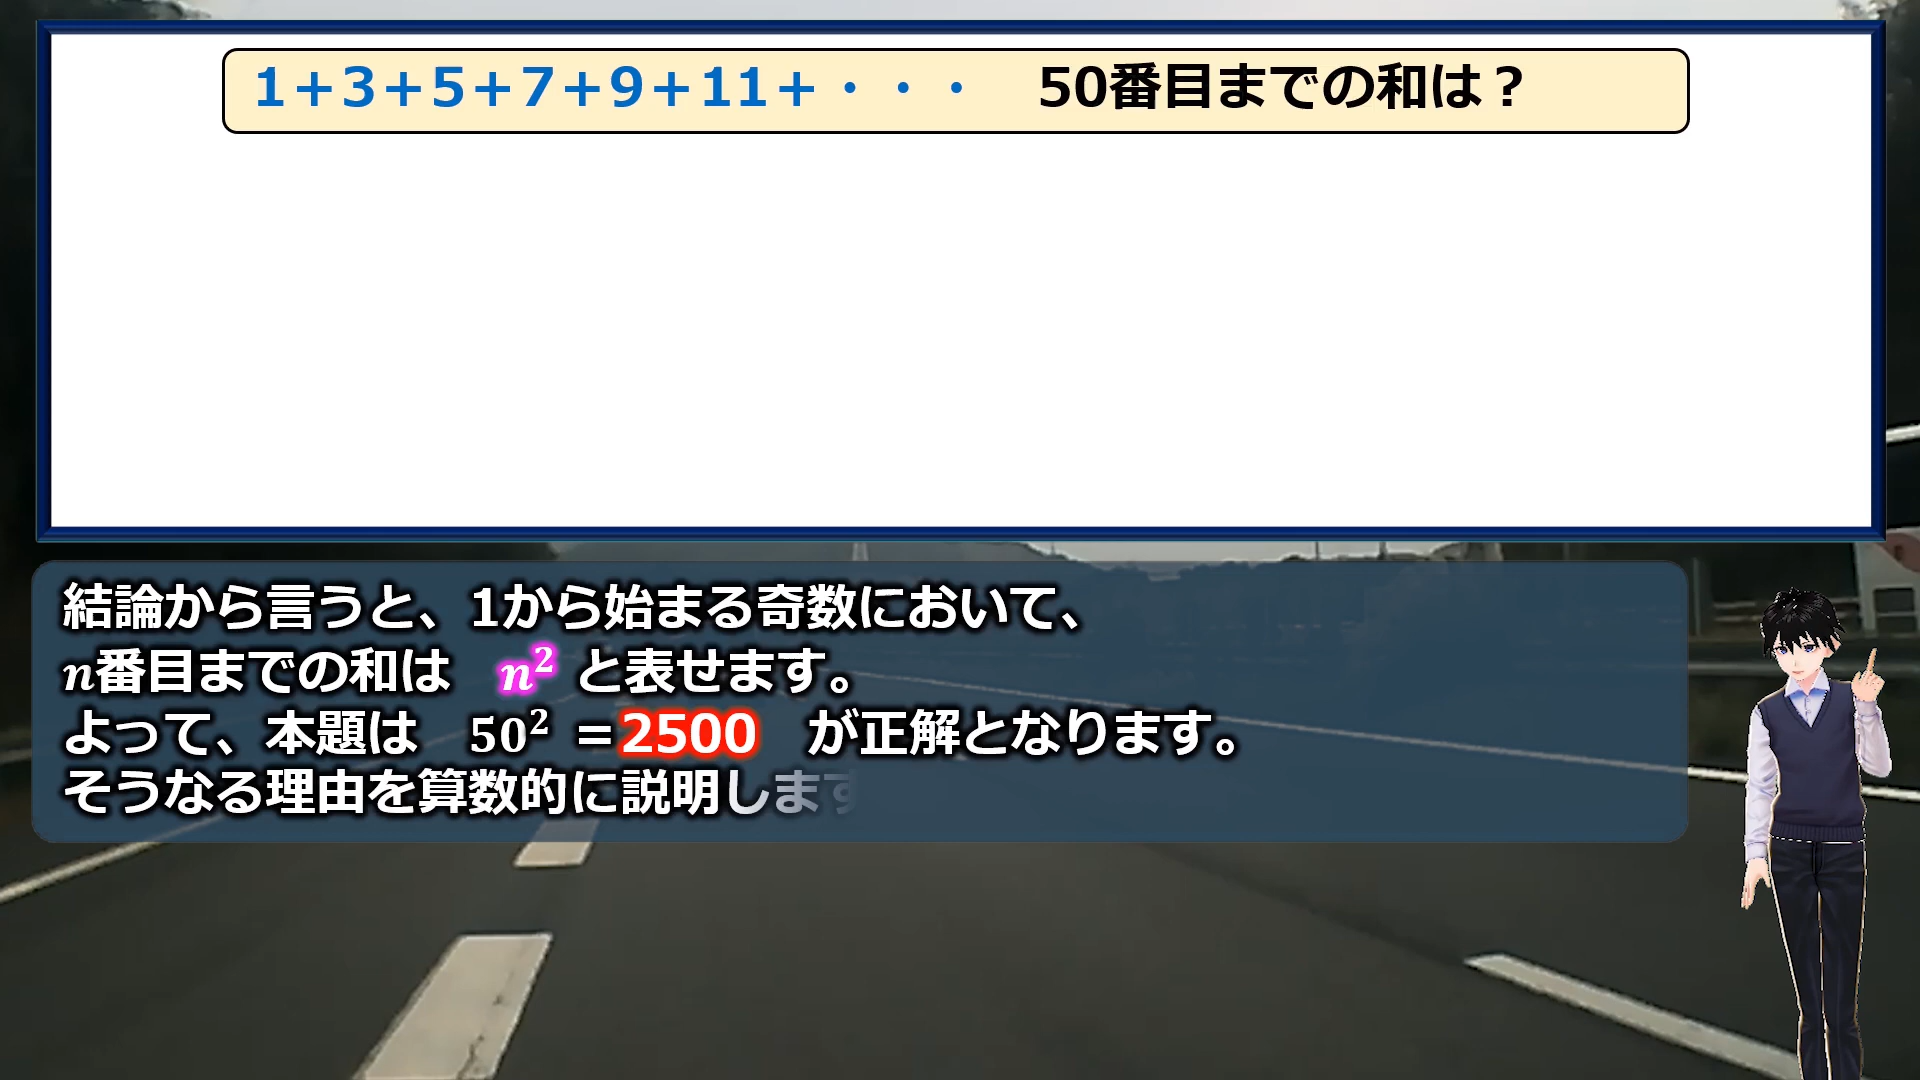 1＋3＋5＋7＋9＋11＋・・・　50番目までの和は？
結論から言うと、1から始まる奇数において、
n番目までの和は　n² と表せます。
よって、本題は　50² ＝2500　が正解となります。
そうなる理由を算数的に説明します